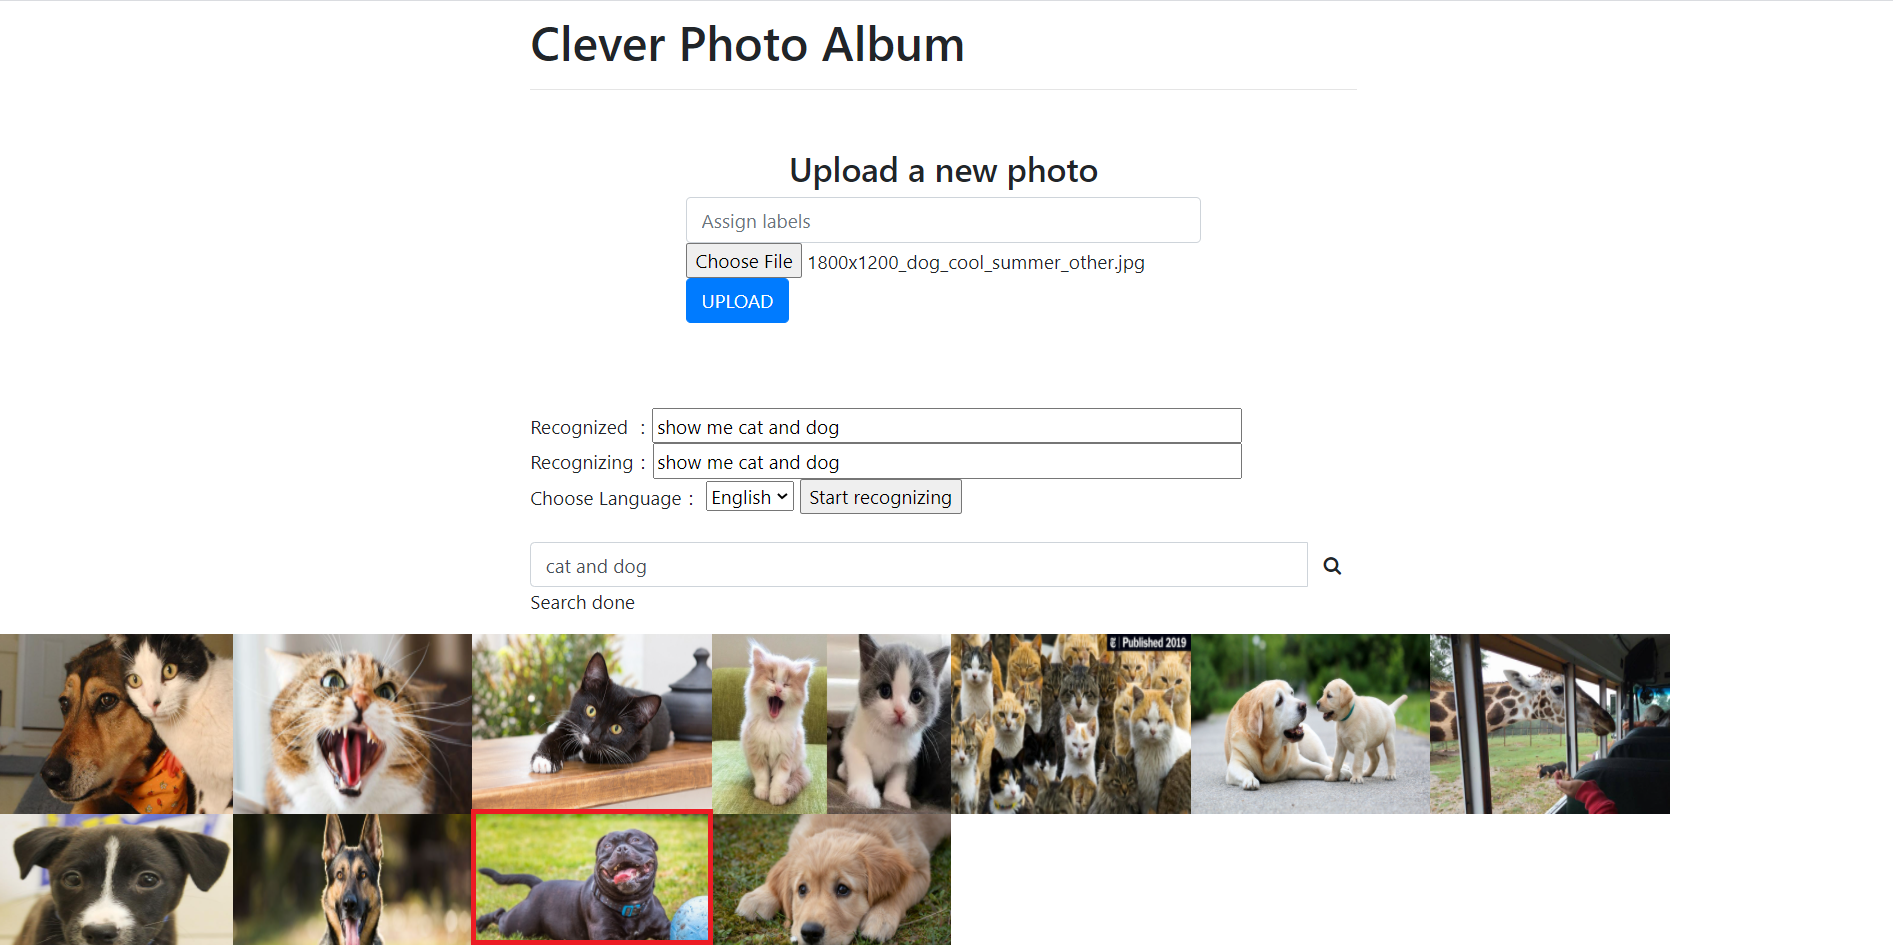 Clever Photo Album
Upload a new photo
Assign labels
Choose File 1800x1200_dog_cool_summer_other.jpg
UPLOAD
Recognized : show me cat and dog
Recognizing : show me cat and dog
Choose Language : English Start recognizing
cat and dog
Search done
Published 2019